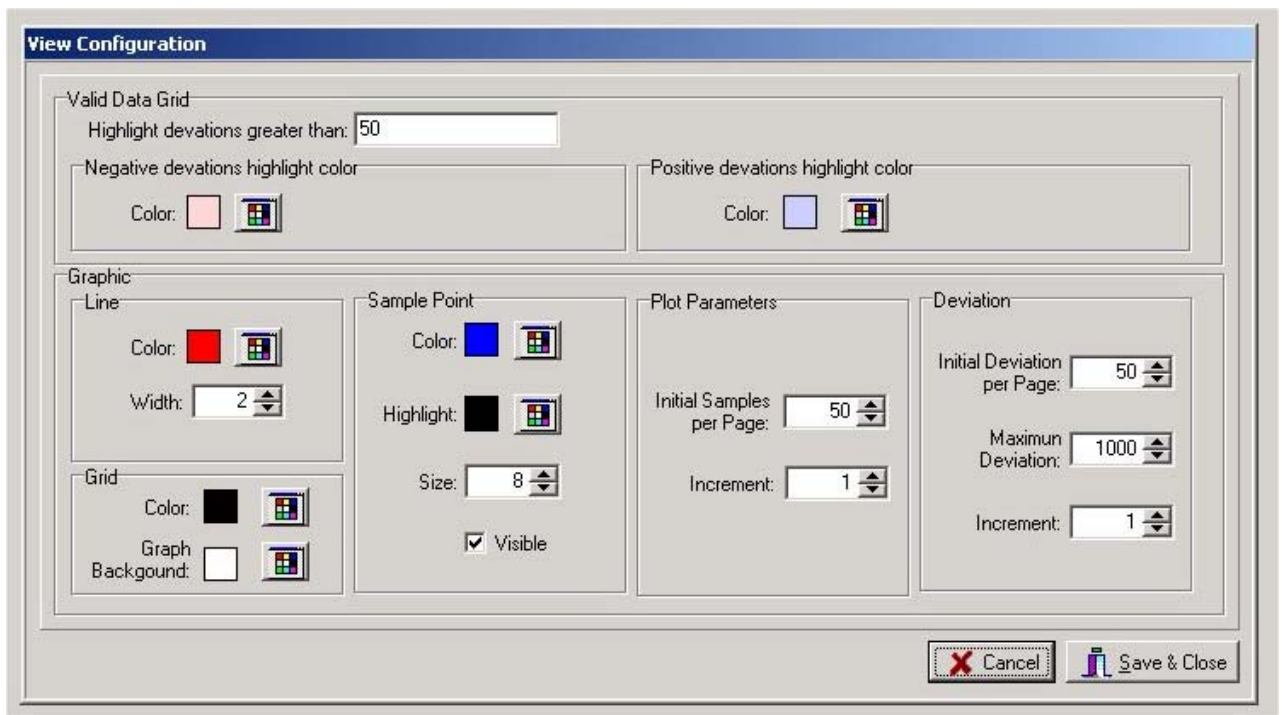 View Configuration
Valid Data Grid
Highlight devations greater than: 50
Negative devations highlight color
Color:
Positive devations highlight color
Color:
Graphic
Line
Color:
Width: 2
Grid
Color:
Graph
Backgound:
Sample Point
Color:
Highlight:
Size: 8
Visible
Plot Parameters
Initial Samples
per Page: 50
Increment: 1
Deviation
Initial Deviation
per Page: 50
Maximun
Deviation: 1000
Increment: 1
Cancel
Save & Close